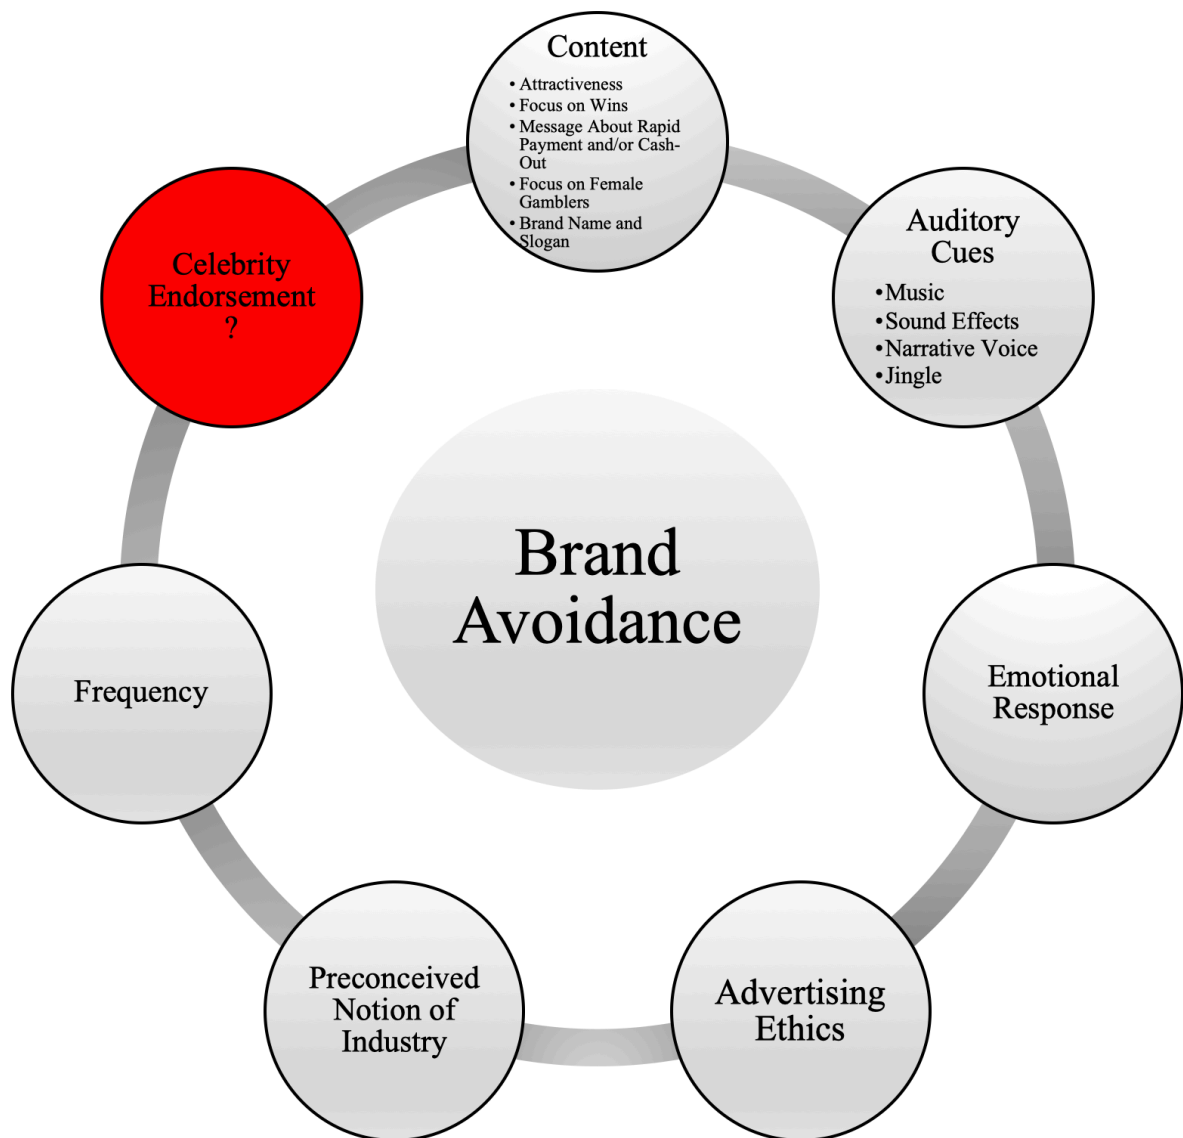 Content
• Attractiveness
• Focus on Wins
• Message About Rapid
Payment and/or Cash-
Out
• Focus on Female
Gamblers
• Brand Name and
Slogan
Auditory
Cues
• Music
• Sound Effects
• Narrative Voice
• Jingle
Emotional
Response
Advertising
Ethics
Preconceived
Notion of
Industry
Frequency
Celebrity
Endorsement
?
Brand
Avoidance